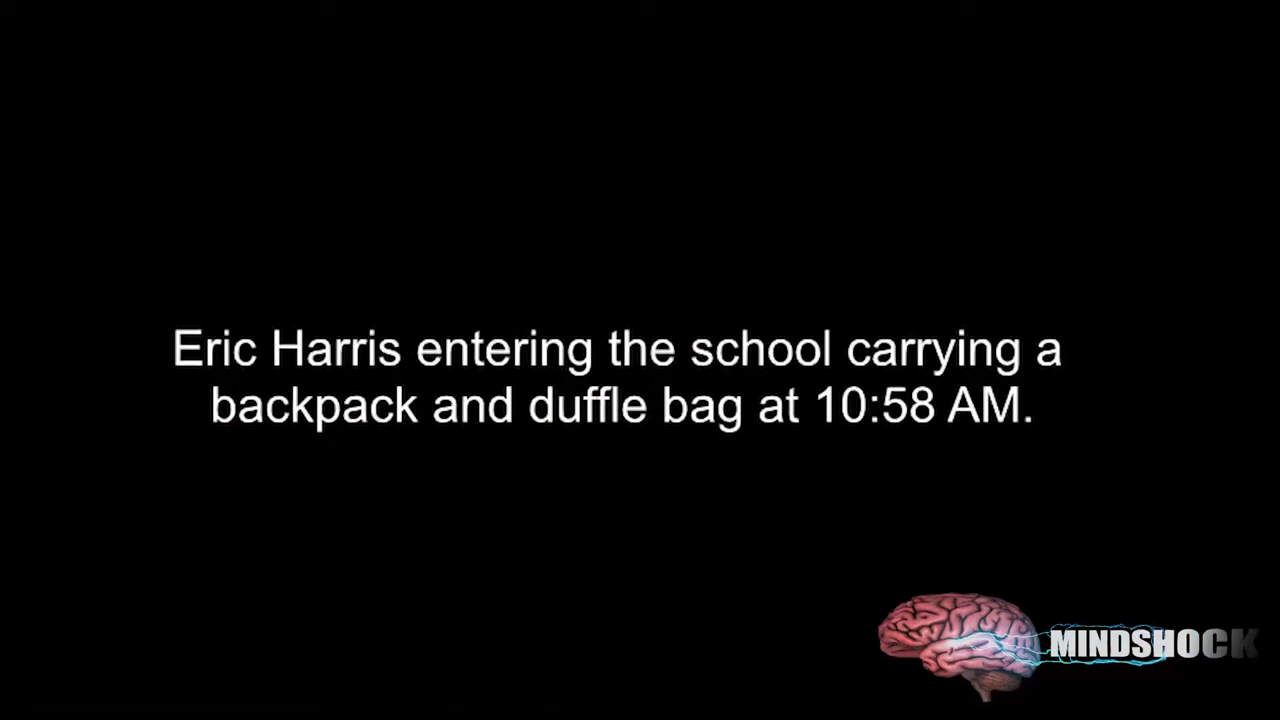 Eric Harris entering the school carrying a
backpack and duffle bag at 10:58 AM.
MINDSHOCK